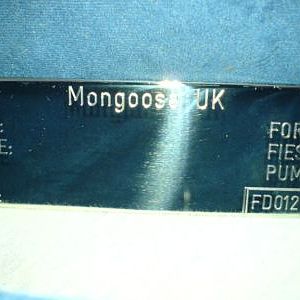 Mongoose UK
: FOR
E: FIES
PUM
FD012